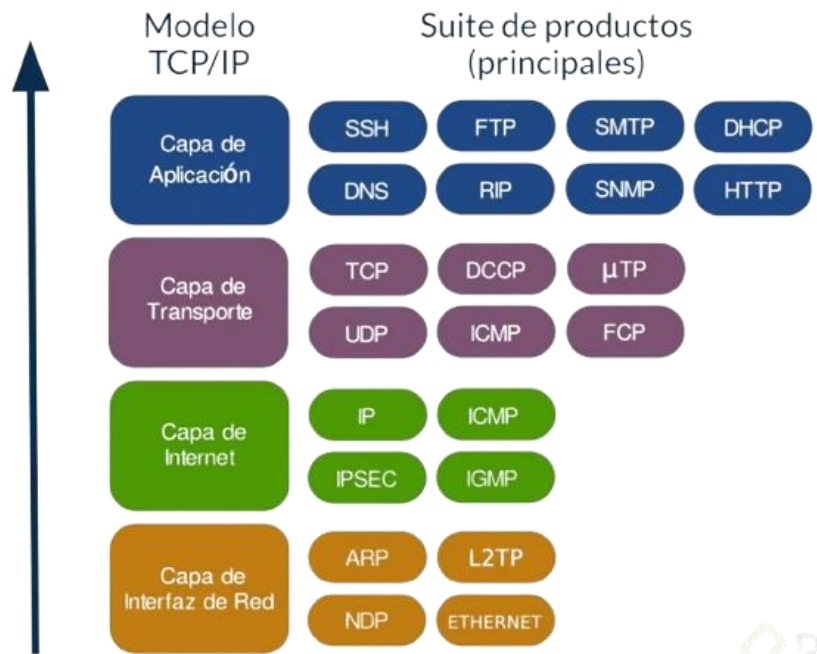 Modelo
TCP/IP
Suite de productos
(principales)
Capa de
Aplicación
SSH
FTP
SMTP
DHCP
DNS
RIP
SNMP
HTTP
Capa de
Transporte
TCP
DCCP
µTP
UDP
ICMP
FCP
Capa de
Internet
IP
ICMP
IPSEC
IGMP
Capa de
Interfaz de Red
ARP
L2TP
NDP
ETHERNET